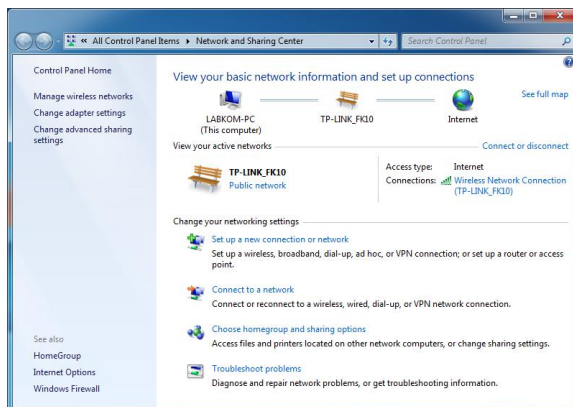 « All Control Panel Items ▸ Network and Sharing Center
Search Control Panel
Control Panel Home
Manage wireless networks
Change adapter settings
Change advanced sharing
settings
See also
HomeGroup
Internet Options
Windows Firewall
View your basic network information and set up connections
See full map
LABKOM-PC
(This computer)
TP-LINK_FK10
Internet
View your active networks
Connect or disconnect
TP-LINK_FK10
Public network
Access type: Internet
Connections: Wireless Network Connection
(TP-LINK_FK10)
Change your networking settings
Set up a new connection or network
Set up a wireless, broadband, dial-up, ad hoc, or VPN connection; or set up a router or access
point.
Connect to a network
Connect or reconnect to a wireless, wired, dial-up, or VPN network connection.
Choose homegroup and sharing options
Access files and printers located on other network computers, or change sharing settings.
Troubleshoot problems
Diagnose and repair network problems, or get troubleshooting information.